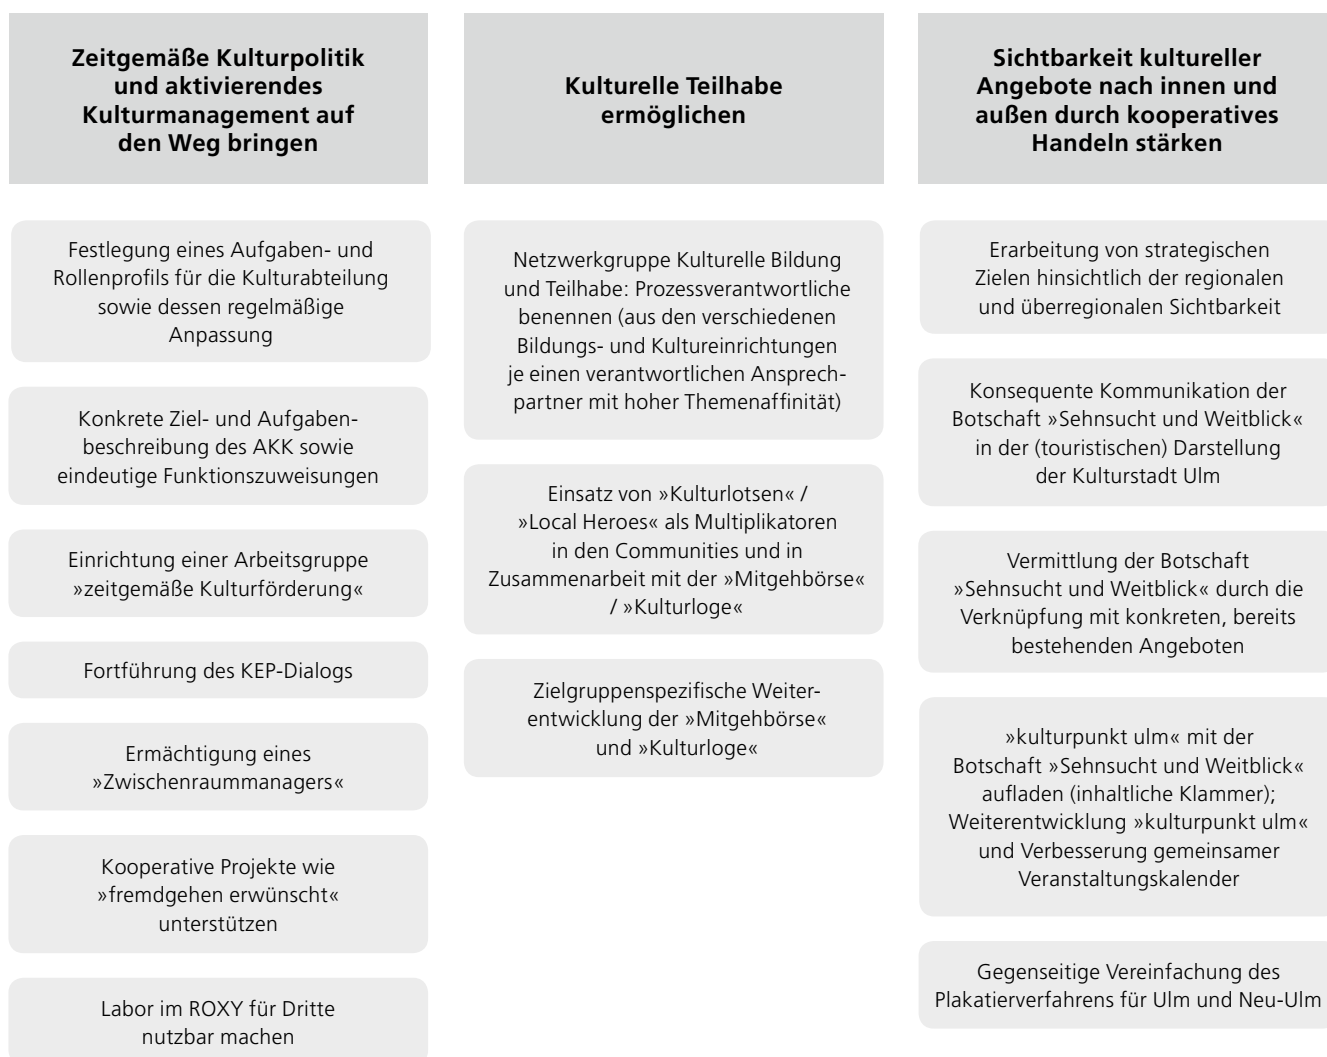 Zeitgemäße Kulturpolitik
und aktivierendes
Kulturmanagement auf
den Weg bringen
Festlegung eines Aufgaben- und
Rollenprofils für die Kulturabteilung
sowie dessen regelmäßige
Anpassung
Konkrete Ziel- und Aufgaben-
beschreibung des AKK sowie
eindeutige Funktionszuweisungen
Einrichtung einer Arbeitsgruppe
»zeitgemäße Kulturförderung«
Fortführung des KEP-Dialogs
Ermächtigung eines
»Zwischenraummanagers«
Kooperative Projekte wie
»fremdgehen erwünscht«
unterstützen
Labor im ROXY für Dritte
nutzbar machen
Kulturelle Teilhabe
ermöglichen
Netzwerkgruppe Kulturelle Bildung
und Teilhabe: Prozessverantwortliche
benennen (aus den verschiedenen
Bildungs- und Kultureinrichtungen
je einen verantwortlichen Ansprech-
partner mit hoher Themenaffinität)
Einsatz von »Kulturlotsen« /
»Local Heroes« als Multiplikatoren
in den Communities und in
Zusammenarbeit mit der »Mitgehbörse«
/ »Kulturloge«
Zielgruppenspezifische Weiter-
entwicklung der »Mitgehbörse«
und »Kulturloge«
Sichtbarkeit kultureller
Angebote nach innen und
außen durch kooperatives
Handeln stärken
Erarbeitung von strategischen
Zielen hinsichtlich der regionalen
und überregionalen Sichtbarkeit
Konsequente Kommunikation der
Botschaft »Sehnsucht und Weitblick«
in der (touristischen) Darstellung
der Kulturstadt Ulm
Vermittlung der Botschaft
»Sehnsucht und Weitblick« durch die
Verknüpfung mit konkreten, bereits
bestehenden Angeboten
»kulturpunkt ulm« mit der
Botschaft »Sehnsucht und Weitblick«
aufladen (inhaltliche Klammer);
Weiterentwicklung »kulturpunkt ulm«
und Verbesserung gemeinsamer
Veranstaltungskalender
Gegenseitige Vereinfachung des
Plakatierverfahrens für Ulm und Neu-Ulm